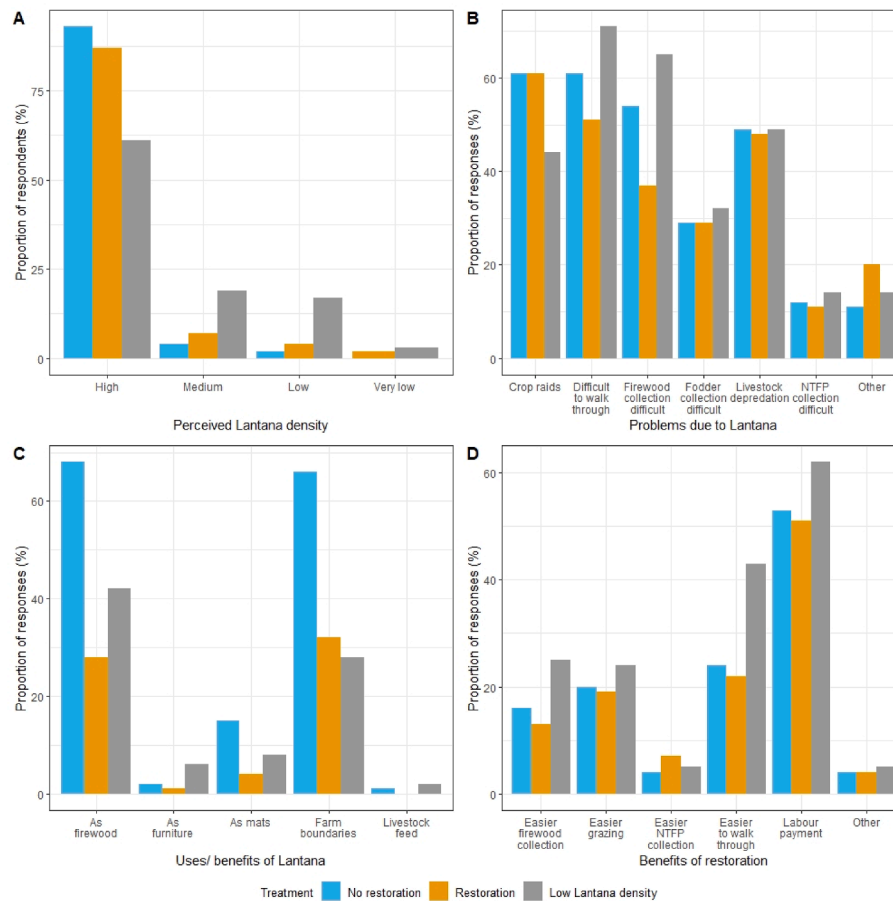 A
Proportion of respondents (%)
75
50
25
0
High Medium Low Very low
Perceived Lantana density
B
Proportion of responses (%)
60
40
20
0
Crop raids
Difficult
to walk
through
Firewood
collection
difficult
Fodder
collection
difficult
Livestock
depredation
NTFP
collection
difficult
Other
Problems due to Lantana
C
Proportion of responses (%)
60
40
20
0
As
firewood
As
furniture
As mats
Farm
boundaries
Livestock
feed
Uses/ benefits of Lantana
D
Proportion of responses (%)
60
40
20
0
Easier
firewood
collection
Easier
grazing
Easier
NTFP
collection
Easier
to walk
through
Labour
payment
Other
Benefits of restoration
Treatment No restoration Restoration Low Lantana density